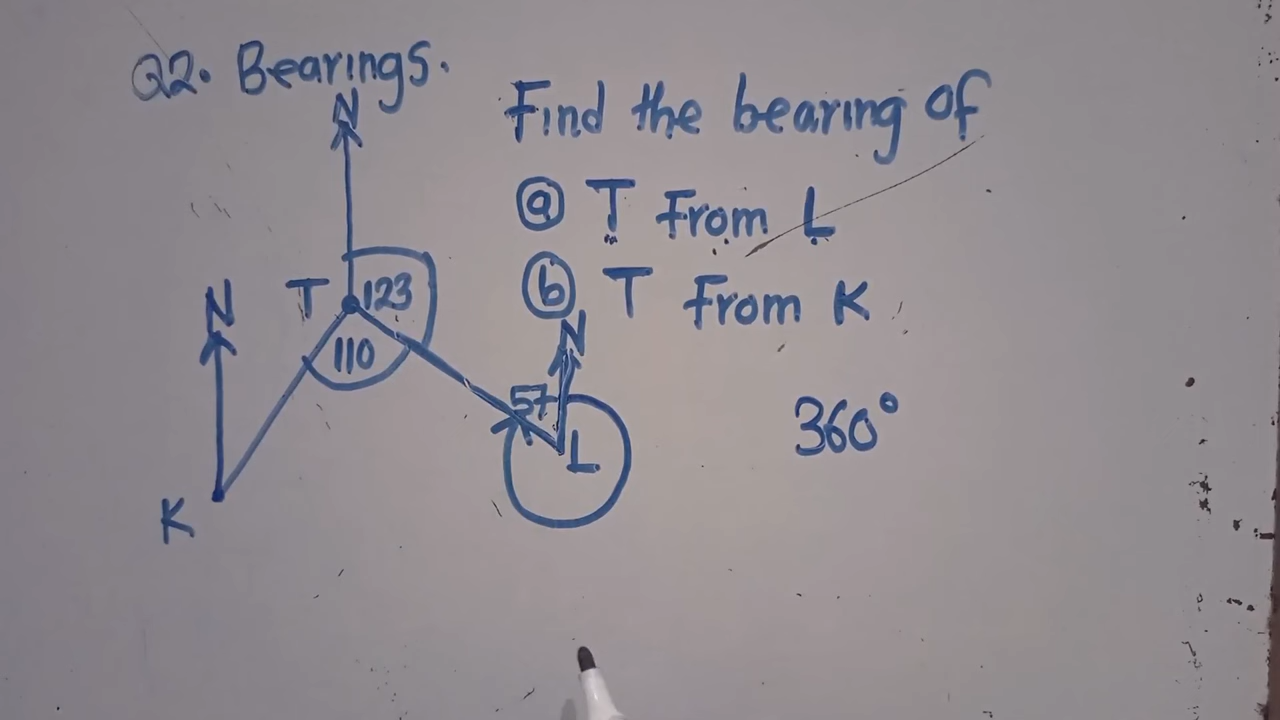 Q2. Bearings.
Find the bearing of
a T From L
b T From K
N
N
T 123
110
N
57
L
K
360°